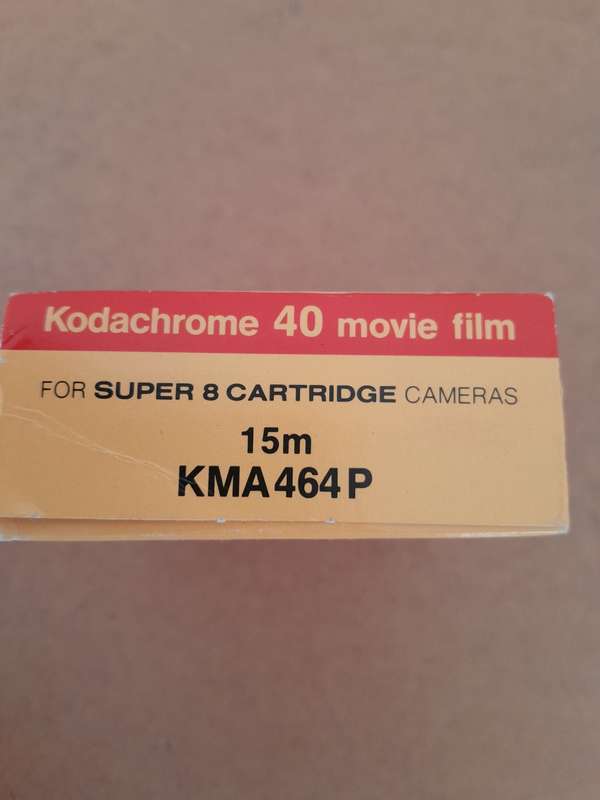 Kodachrome 40 movie film
FOR SUPER 8 CARTRIDGE CAMERAS
15m
KMA464P